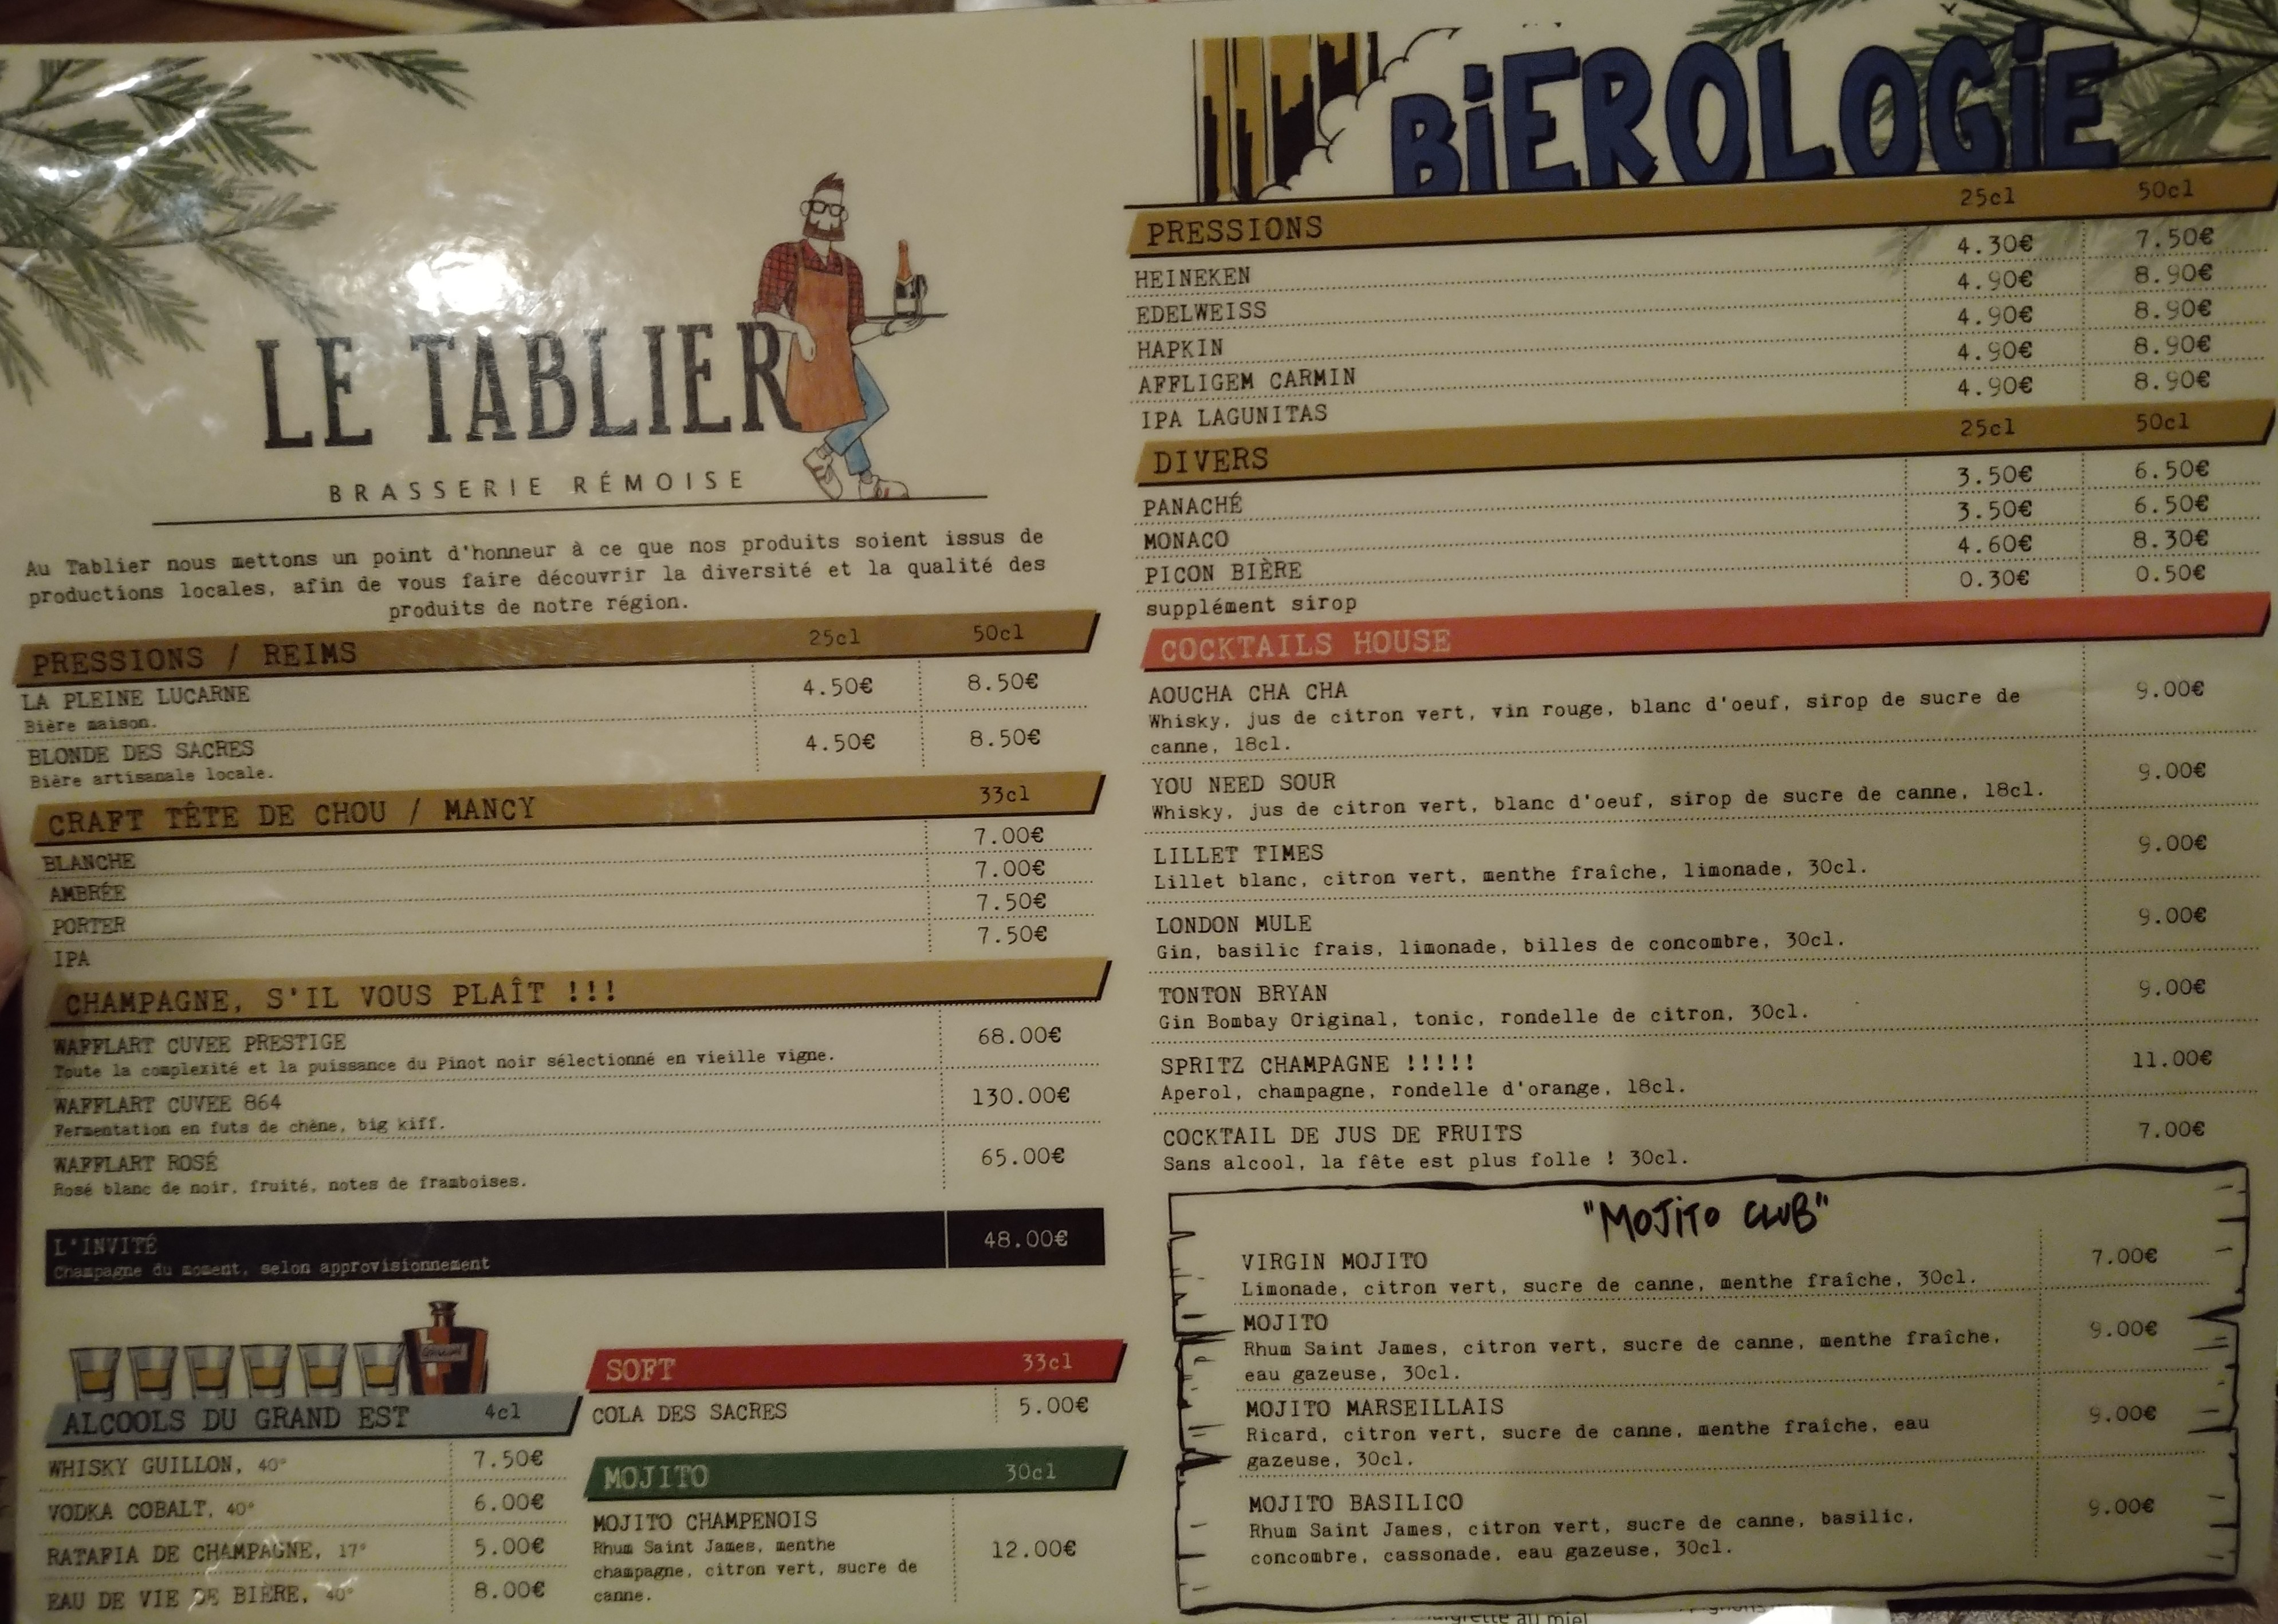 LE TABLIER
BRASSERIE RÉMOISE
Au Tablier nous mettons un point d'honneur à ce que nos produits soient issus de
productions locales, afin de vous faire découvrir la diversité et la qualité des
produits de notre région.
PRESSIONS / REIMS 25cl 50cl
LA PLEINE LUCARNE 4.50€ 8.50€
Bière maison.
BLONDE DES SACRES 4.50€ 8.50€
Bière artisanale locale.
CRAFT TÊTE DE CHOU / MANCY 33cl
BLANCHE 7.00€
AMBRÉE 7.00€
PORTER 7.50€
IPA 7.50€
CHAMPAGNE, S'IL VOUS PLAÎT !!!
WAFFLART CUVEE PRESTIGE 68.00€
Toute la complexité et la puissance du Pinot noir sélectionné en vieille vigne.
WAFFLART CUVEE 864 130.00€
Fermentation en futs de chêne, big kiff.
WAFFLART ROSÉ 65.00€
Rosé blanc de noir, fruité, notes de framboises.
L'INVITÉ 48.00€
Champagne du moment, selon approvisionnement
ALCOOLS DU GRAND EST 4cl
WHISKY GUILLON, 40° 7.50€
VODKA COBALT, 40° 6.00€
RATAFIA DE CHAMPAGNE, 17° 5.00€
EAU DE VIE DE BIÈRE, 40° 8.00€
SOFT 33cl
COLA DES SACRES 5.00€
MOJITO 30cl
MOJITO CHAMPENOIS
Rhum Saint James, menthe 12.00€
champagne, citron vert, sucre de
canne.
BiEROLOGiE
PRESSIONS 25cl 50cl
HEINEKEN 4.30€ 7.50€
EDELWEISS 4.90€ 8.90€
HAPKIN 4.90€ 8.90€
AFFLIGEM CARMIN 4.90€ 8.90€
IPA LAGUNITAS 4.90€ 8.90€
DIVERS 25cl 50cl
PANACHÉ 3.50€ 6.50€
MONACO 3.50€ 6.50€
PICON BIÈRE 4.60€ 8.30€
supplément sirop 0.30€ 0.50€
COCKTAILS HOUSE
AOUCHA CHA CHA 9.00€
Whisky, jus de citron vert, vin rouge, blanc d'oeuf, sirop de sucre de
canne, 18cl.
YOU NEED SOUR 9.00€
Whisky, jus de citron vert, blanc d'oeuf, sirop de sucre de canne, 18cl.
LILLET TIMES 9.00€
Lillet blanc, citron vert, menthe fraîche, limonade, 30cl.
LONDON MULE 9.00€
Gin, basilic frais, limonade, billes de concombre, 30cl.
TONTON BRYAN 9.00€
Gin Bombay Original, tonic, rondelle de citron, 30cl.
SPRITZ CHAMPAGNE !!!!! 11.00€
Aperol, champagne, rondelle d'orange, 18cl.
COCKTAIL DE JUS DE FRUITS 7.00€
Sans alcool, la fête est plus folle ! 30cl.
"MOJiTO CLUB"
VIRGIN MOJITO 7.00€
Limonade, citron vert, sucre de canne, menthe fraîche, 30cl.
MOJITO 9.00€
Rhum Saint James, citron vert, sucre de canne, menthe fraîche,
eau gazeuse, 30cl.
MOJITO MARSEILLAIS 9.00€
Ricard, citron vert, sucre de canne, menthe fraîche, eau
gazeuse, 30cl.
MOJITO BASILICO 9.00€
Rhum Saint James, citron vert, sucre de canne, basilic,
concombre, cassonade, eau gazeuse, 30cl.
au miel